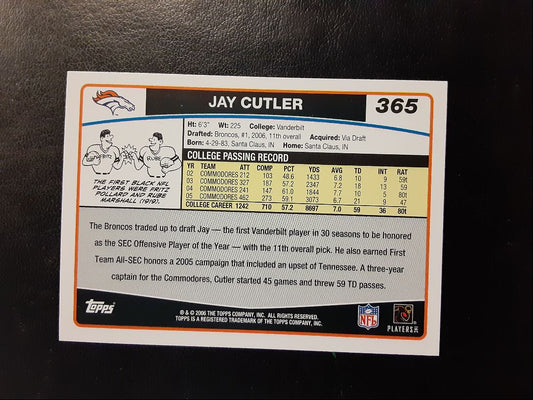 JAY CUTLER 365
Ht: 6'3" Wt: 225 College: Vanderbilt
Drafted: Broncos, #1, 2006, 11th overall Acquired: Via Draft
Born: 4-29-83, Santa Claus, IN Home: Santa Claus, IN
COLLEGE PASSING RECORD
YR TEAM ATT COMP PCT YDS AVG TD INT RAT
02 COMMODORES 212 103 48.6 1433 6.8 10 9 59t
03 COMMODORES 327 187 57.2 2347 7.2 18 13 59
04 COMMODORES 241 147 61.0 1844 7.7 10 5 80t
05 COMMODORES 462 273 59.1 3073 6.7 21 9 47
COLLEGE CAREER 1242 710 57.2 8697 7.0 59 36 80t
FRITZ
RUBE
THE FIRST BLACK NFL
PLAYERS WERE FRITZ
POLLARD AND RUBE
MARSHALL (1919).
The Broncos traded up to draft Jay — the first Vanderbilt player in 30 seasons to be honored
as the SEC Offensive Player of the Year — with the 11th overall pick. He also earned First
Team All-SEC honors a 2005 campaign that included an upset of Tennessee. A three-year
captain for the Commodores, Cutler started 45 games and threw 59 TD passes.
Topps
® & © 2006 THE TOPPS COMPANY, INC. ALL RIGHTS RESERVED.
TOPPS IS A REGISTERED TRADEMARK OF THE TOPPS COMPANY, INC.
NFL
PLAYERS